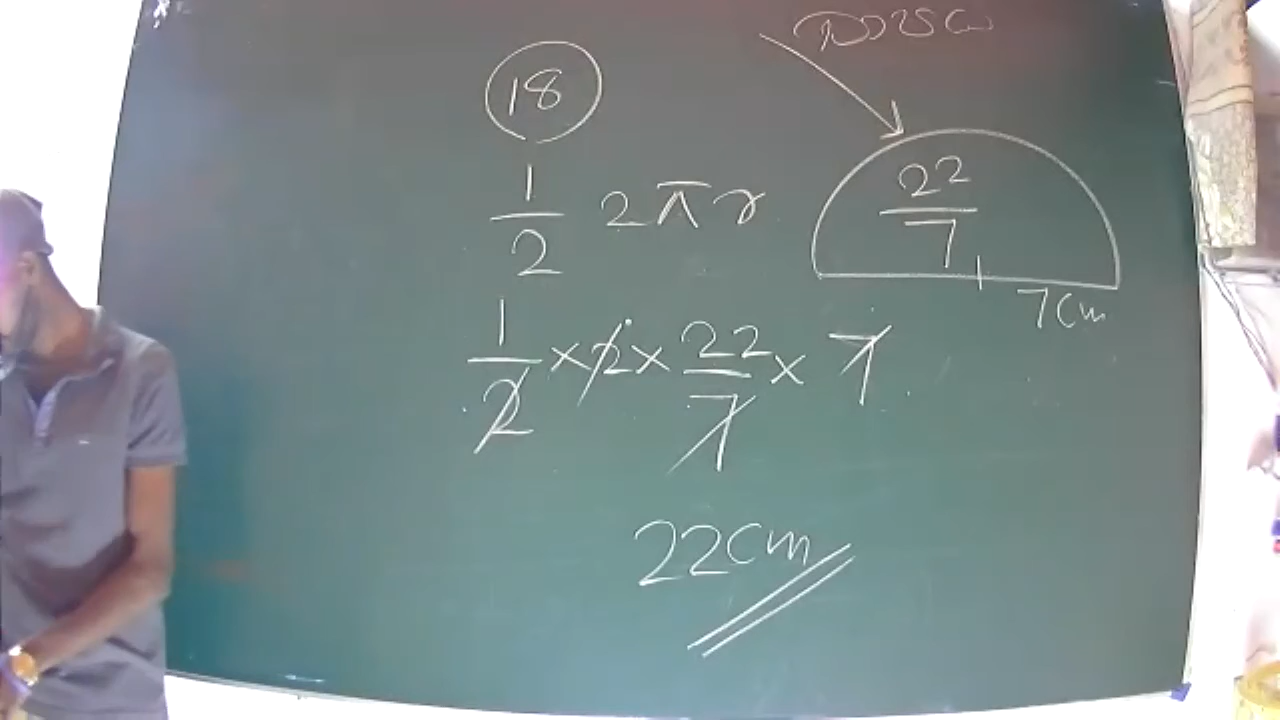 18
1/2 2πr
22/7
7cm
1/2 × 2 × 22/7 × 7
22cm